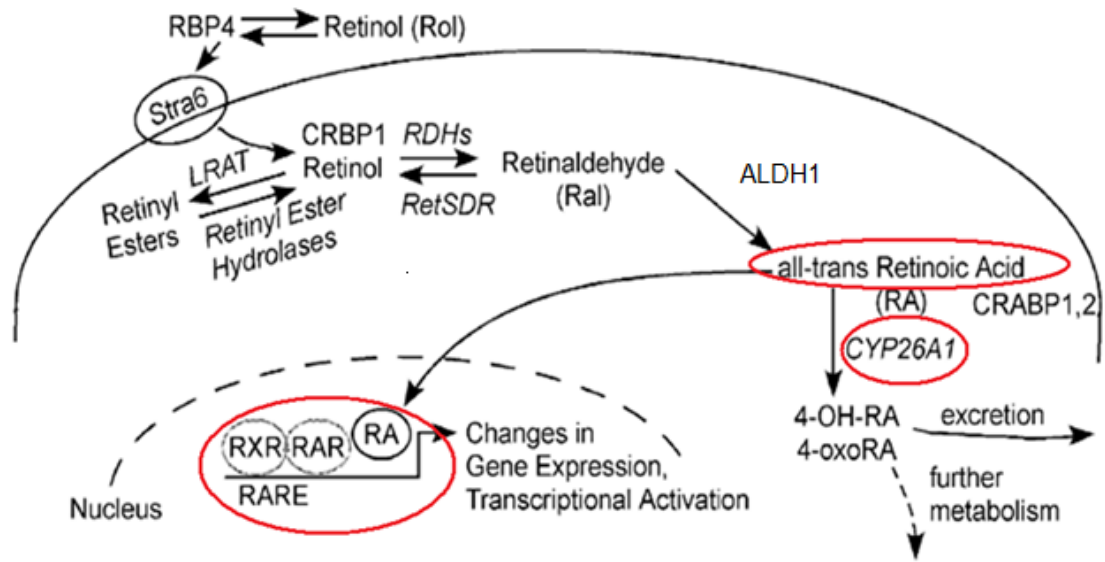 RBP4
Retinol (Rol)
Stra6
CRBP1
Retinol
RDHs
RetSDR
Retinaldehyde
(Ral)
ALDH1
LRAT
Retinyl
Esters
Retinyl Ester
Hydrolases
all-trans Retinoic Acid
(RA)
CRABP1,2
CYP26A1
4-OH-RA
4-oxoRA
excretion
further
metabolism
RXR
RAR
RA
RARE
Changes in
Gene Expression,
Transcriptional Activation
Nucleus